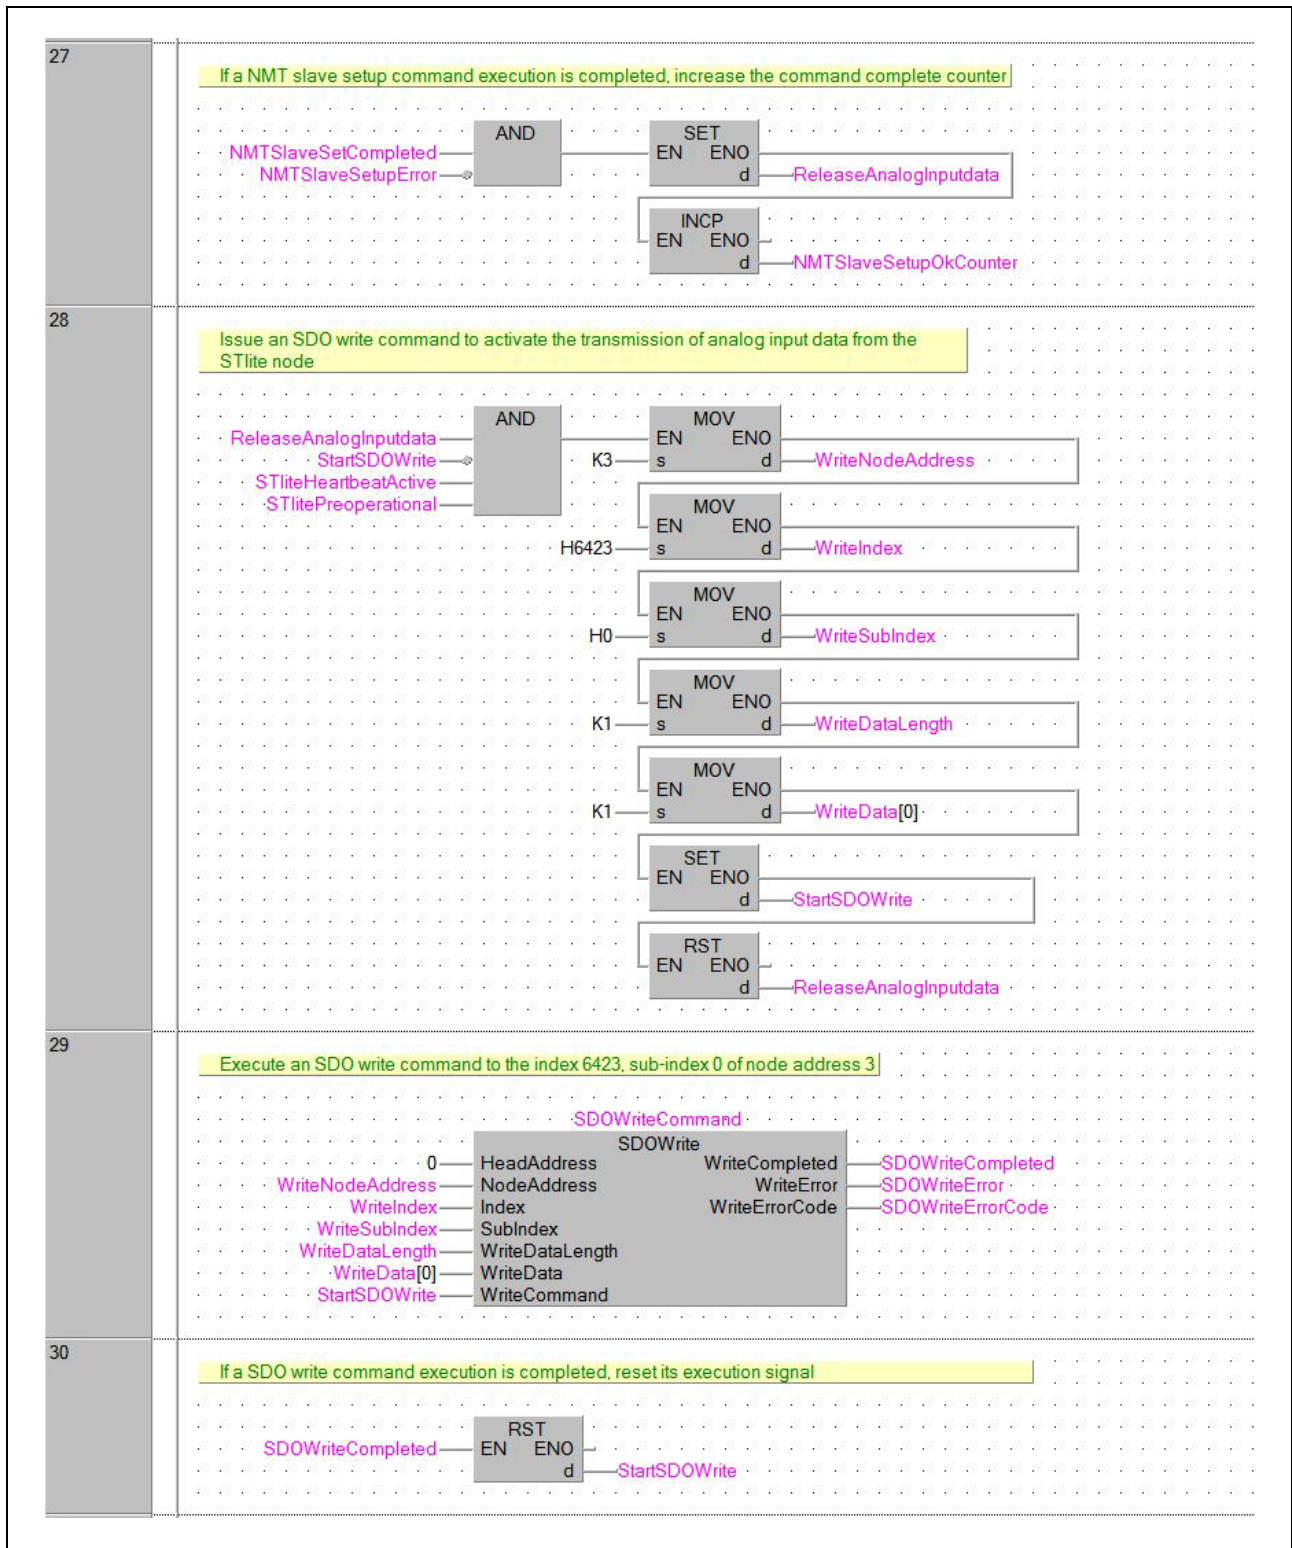 27
If a NMT slave setup command execution is completed, increase the command complete counter
AND SET
NMTSlaveSetCompleted EN ENO
NMTSlaveSetupError d ReleaseAnalogInputdata
INCP
EN ENO
d NMTSlaveSetupOkCounter
28
Issue an SDO write command to activate the transmission of analog input data from the
STlite node
AND MOV
ReleaseAnalogInputdata EN ENO
StartSDOWrite K3 s d WriteNodeAddress
STliteHeartbeatActive
STlitePreoperational MOV
EN ENO
H6423 s d WriteIndex
MOV
EN ENO
H0 s d WriteSubIndex
MOV
EN ENO
K1 s d WriteDataLength
MOV
EN ENO
K1 s d WriteData[0]
SET
EN ENO
d StartSDOWrite
RST
EN ENO
d ReleaseAnalogInputdata
29
Execute an SDO write command to the index 6423, sub-index 0 of node address 3
SDOWriteCommand
SDOWrite
0 HeadAddress WriteCompleted SDOWriteCompleted
WriteNodeAddress NodeAddress WriteError SDOWriteError
WriteIndex Index WriteErrorCode SDOWriteErrorCode
WriteSubIndex SubIndex
WriteDataLength WriteDataLength
WriteData[0] WriteData
StartSDOWrite WriteCommand
30
If a SDO write command execution is completed, reset its execution signal
RST
SDOWriteCompleted EN ENO
d StartSDOWrite